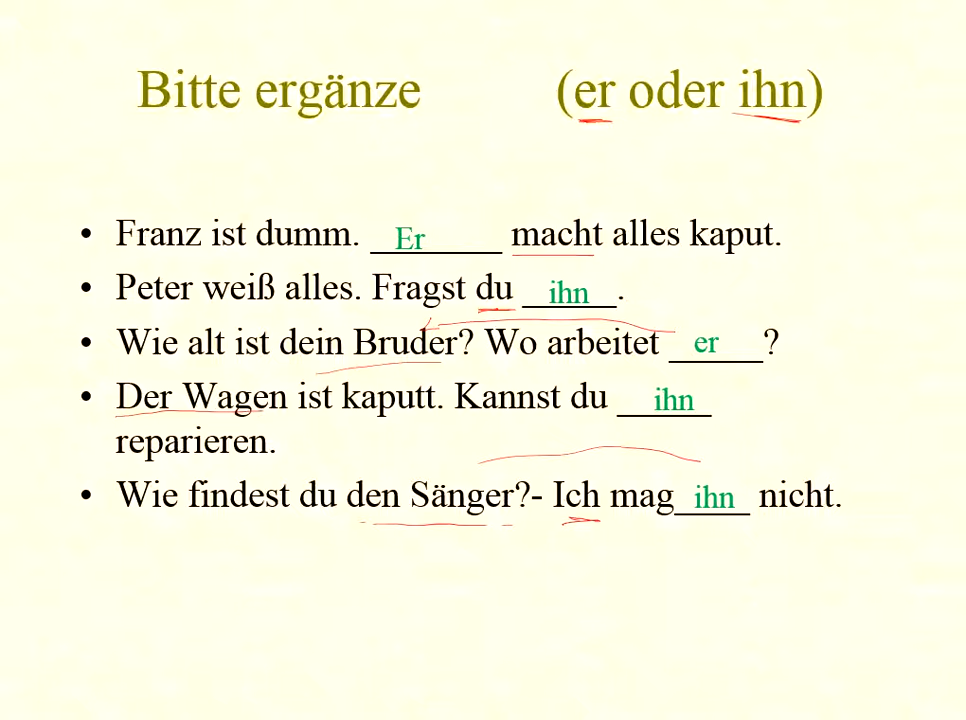 Bitte ergänze (er oder ihn)
• Franz ist dumm. Er macht alles kaput.
• Peter weiß alles. Fragst du ihn.
• Wie alt ist dein Bruder? Wo arbeitet er?
• Der Wagen ist kaputt. Kannst du ihn
reparieren.
• Wie findest du den Sänger?- Ich mag ihn nicht.